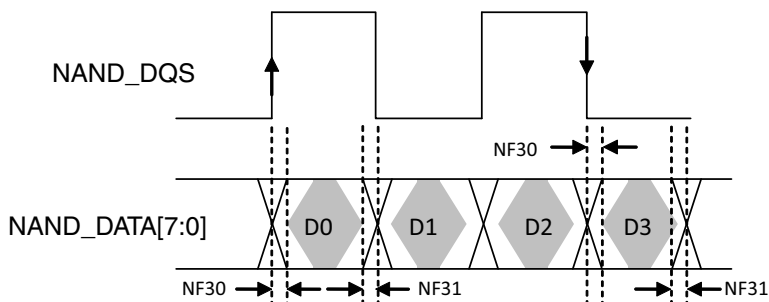 NAND_DQS
NF30
NAND_DATA[7:0]
D0 D1 D2 D3
NF30 NF31 NF31